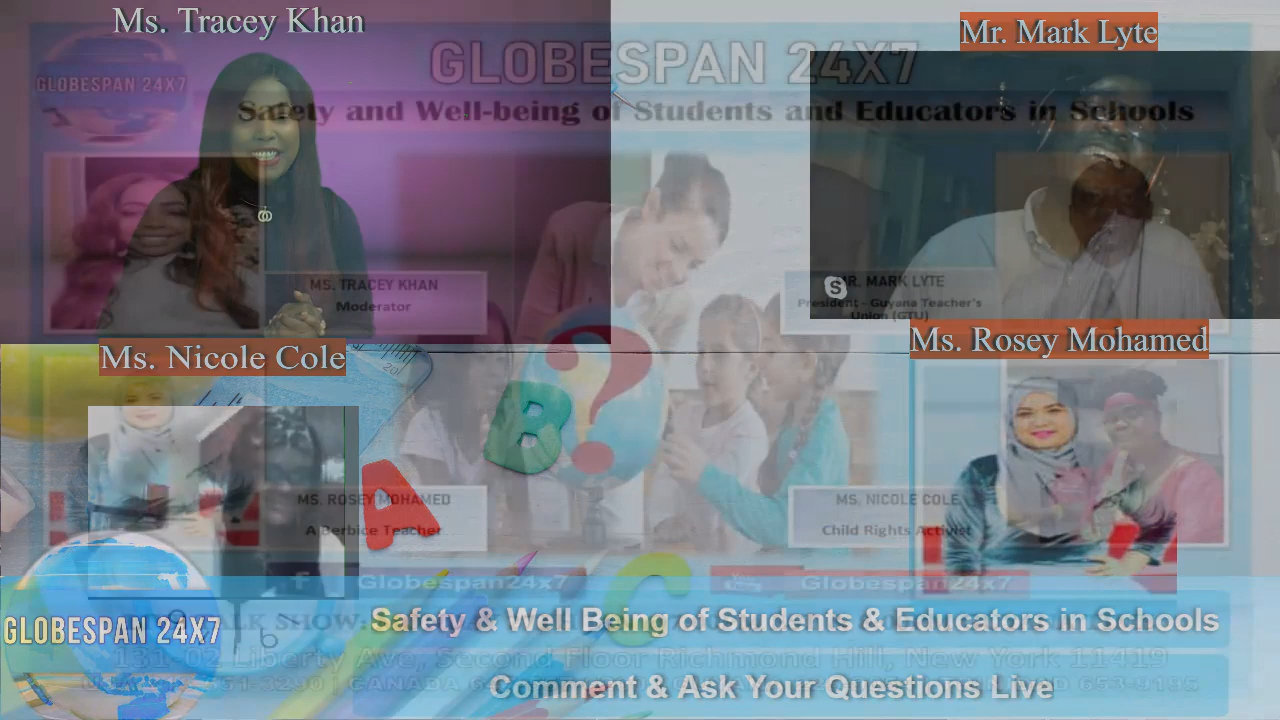 Ms. Tracey Khan
Mr. Mark Lyte
GLOBESPAN 24X7
GLOBESPAN 24X7
Safety and Well-being of Students and Educators in Schools
MS. TRACEY KHAN
Moderator
MR. MARK LYTE
President - Guyana Teacher's
Union (GTU)
Ms. Nicole Cole
Ms. Rosey Mohamed
B
A
MS. ROSEY MOHAMED
A Berbice Teacher
MS. NICOLE COLE
Child Rights Activist
C
Globespan24x7
Globespan24x7
GLOBESPAN 24X7
Safety & Well Being of Students & Educators in Schools
131-02 Liberty Ave, Second Floor Richmond Hill, New York 11419
Comment & Ask Your Questions Live